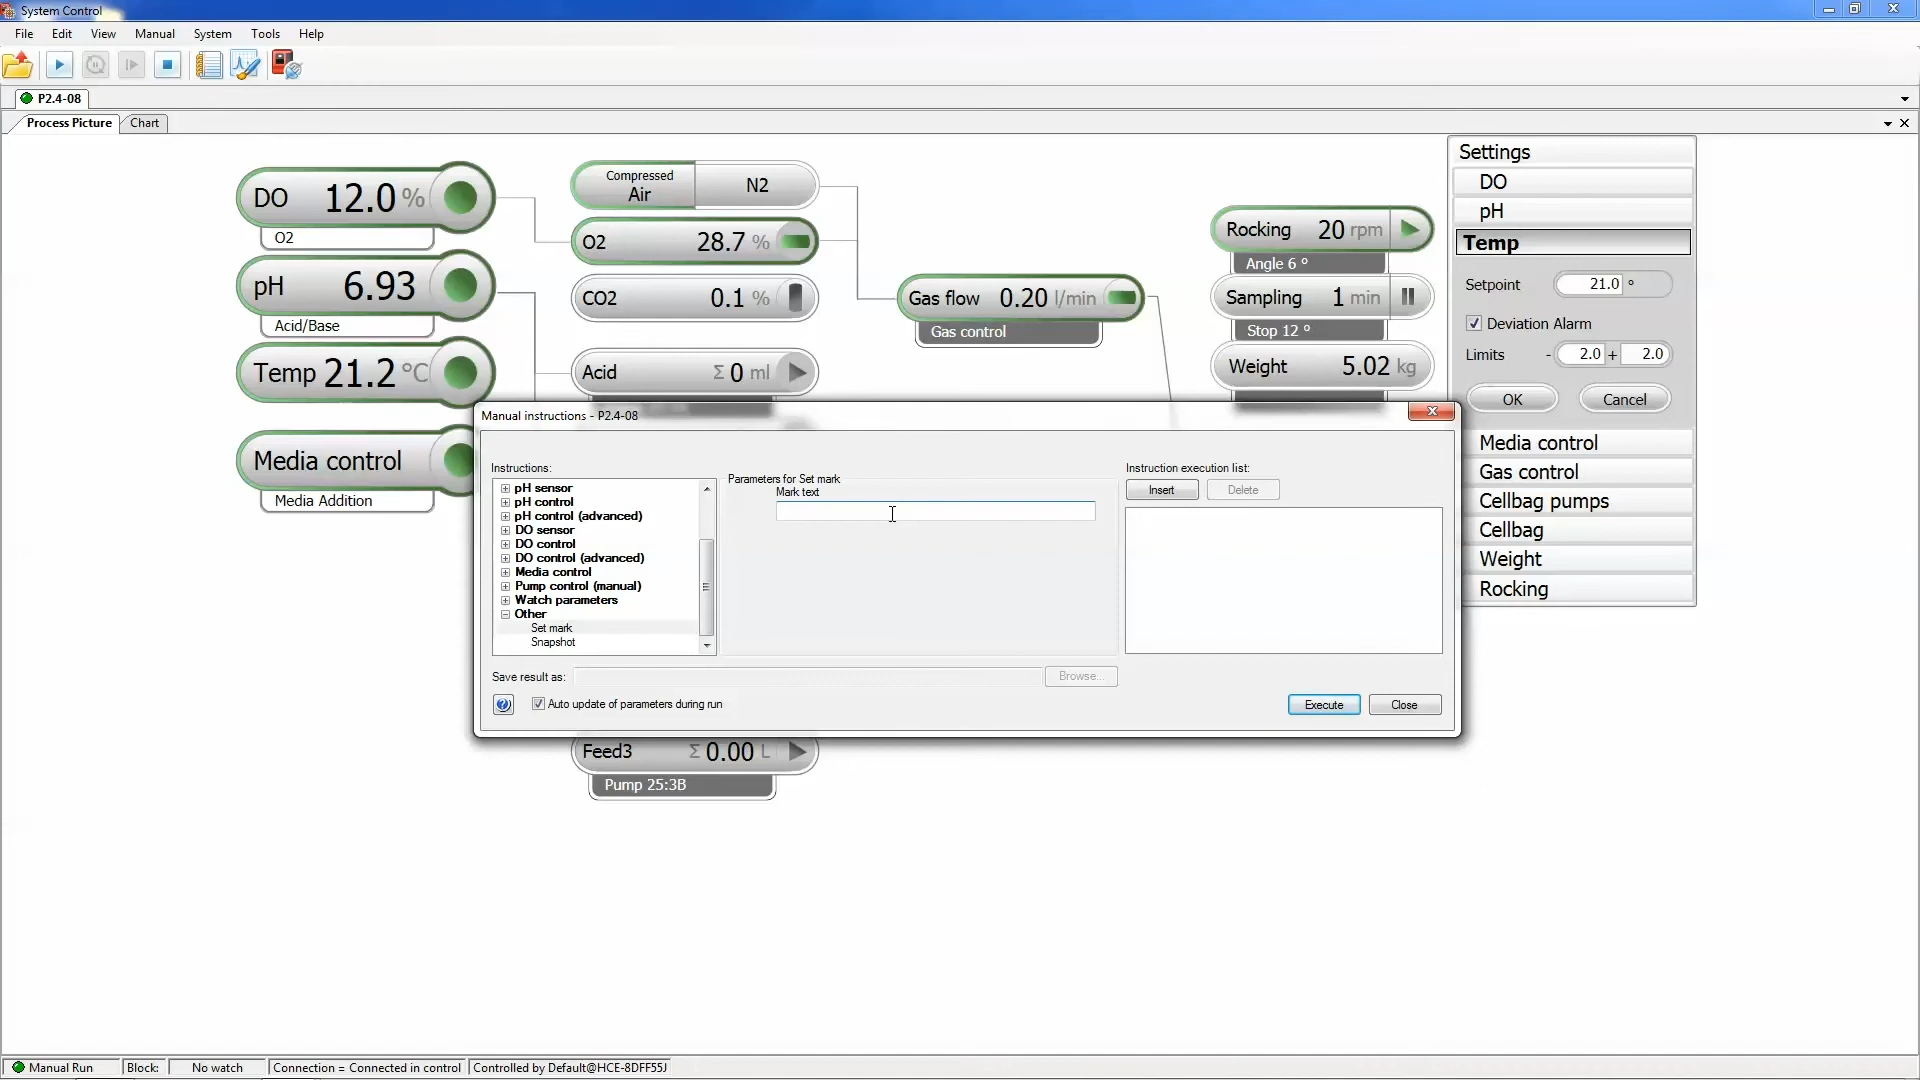 System Control
File Edit View Manual System Tools Help
P2.4-08
Process Picture Chart
DO 12.0 %
O2
pH 6.93
Acid/Base
Temp 21.2 °C
Media control
Media Addition
Compressed
Air
N2
O2 28.7 %
CO2 0.1 %
Acid Σ 0 ml
Gas flow 0.20 l/min
Gas control
Rocking 20 rpm
Angle 6 °
Sampling 1 min
Stop 12 °
Weight 5.02 kg
Settings
DO
pH
Temp
Setpoint 21.0 °
Deviation Alarm
Limits - 2.0 + 2.0
OK Cancel
Media control
Gas control
Cellbag pumps
Cellbag
Weight
Rocking
Manual instructions - P2.4-08
Instructions:
pH sensor
pH control
pH control (advanced)
DO sensor
DO control
DO control (advanced)
Media control
Pump control (manual)
Watch parameters
Other
Set mark
Snapshot
Parameters for Set mark
Mark text
Instruction execution list:
Insert Delete
Save result as: Browse...
Auto update of parameters during run
Execute Close
Feed3 Σ 0.00 L
Pump 25:3B
Manual Run Block: No watch Connection = Connected in control Controlled by Default@HCE-8DFF55J